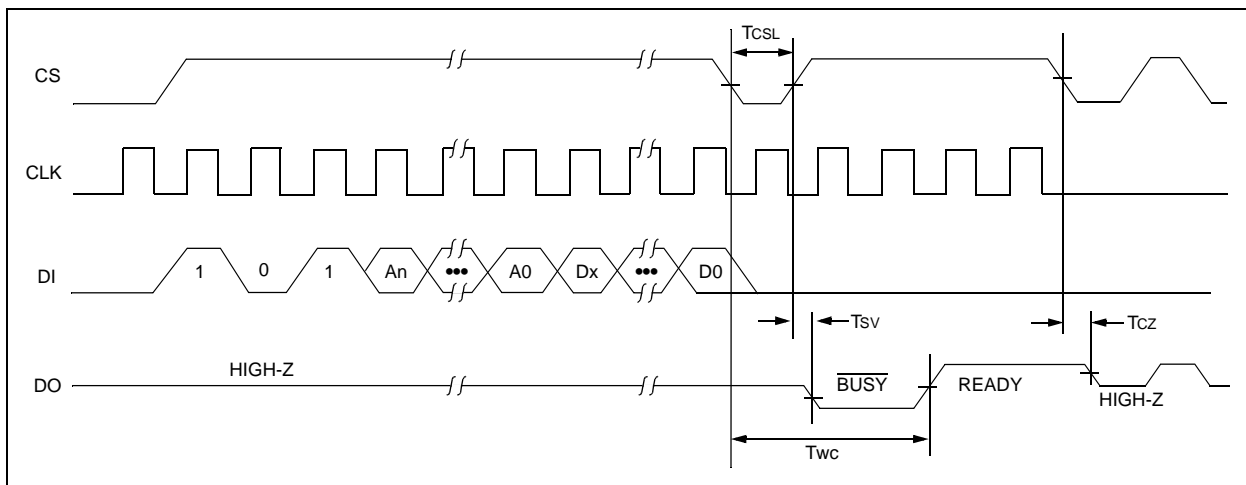 TCSL
CS
CLK
DI
1 0 1 An ••• A0 Dx ••• D0
TSV
TCZ
HIGH-Z
DO
BUSY
READY
HIGH-Z
Twc